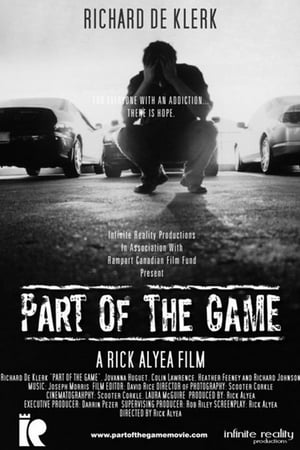 RICHARD DE KLERK
FOR EVERYONE WITH AN ADDICTION...
THERE IS HOPE.
Infinite Reality Productions
In Association With
Rampart Canadian Film Fund
Present
PART OF THE GAME
A RICK ALYEA FILM
RICHARD DE KLERK "PART OF THE GAME", JOVANNA HUGUET, COLIN LAWRENCE, HEATHER FEENEY AND RICHARD JOHNSON
MUSIC: JOSEPH MORRIS FILM EDITOR: DAVID RICE DIRECTOR OF PHOTOGRAPHY: SCOOTER CORKLE
CINEMATOGRAPHY: SCOOTER CORKLE, LAURA MCGUIRE PRODUCED BY: RICK ALYEA
EXECUTIVE PRODUCER: DARRIN PEZER SUPERVISING PRODUCER: ROB RILEY SCREENPLAY: RICK ALYEA
DIRECTED BY RICK ALYEA
R
www.partofthegamemovie.com
infinite reality
productions